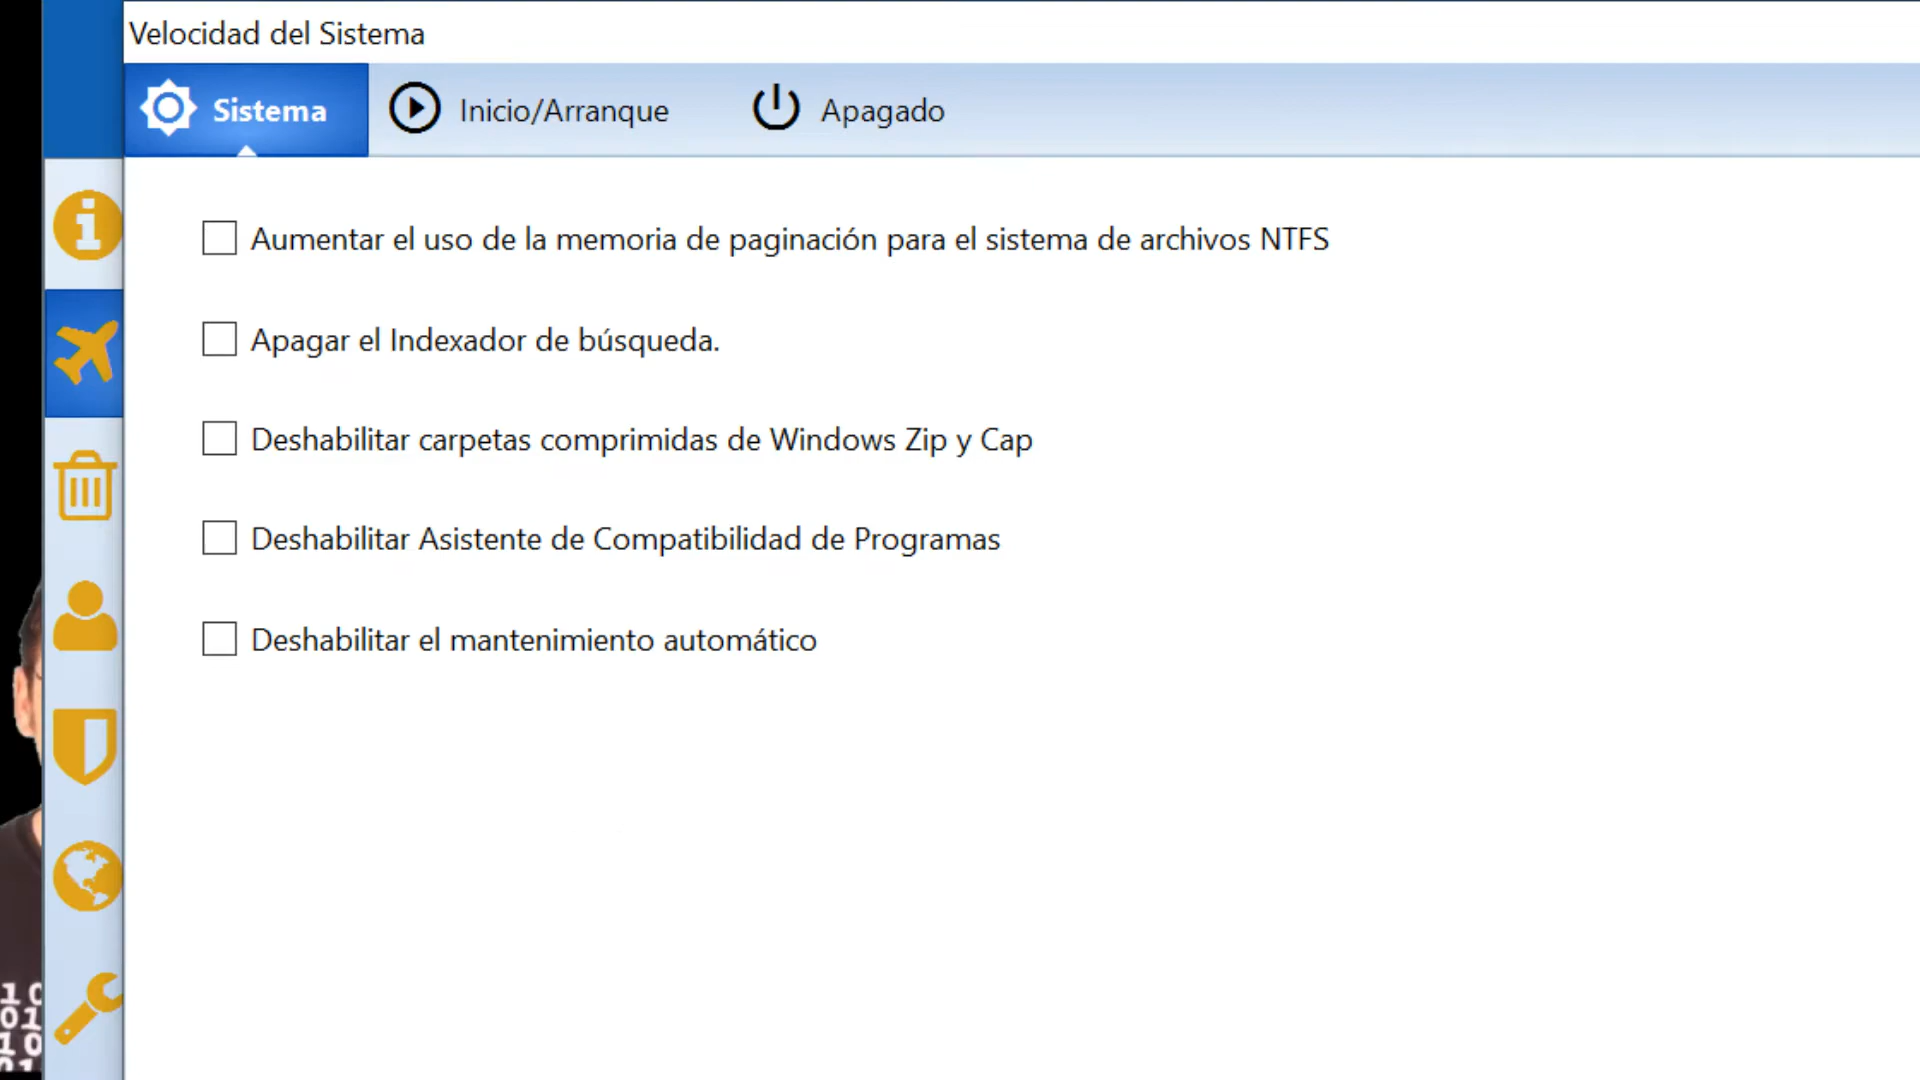 Velocidad del Sistema
Sistema
Inicio/Arranque
Apagado
Aumentar el uso de la memoria de paginación para el sistema de archivos NTFS
Apagar el Indexador de búsqueda.
Deshabilitar carpetas comprimidas de Windows Zip y Cap
Deshabilitar Asistente de Compatibilidad de Programas
Deshabilitar el mantenimiento automático